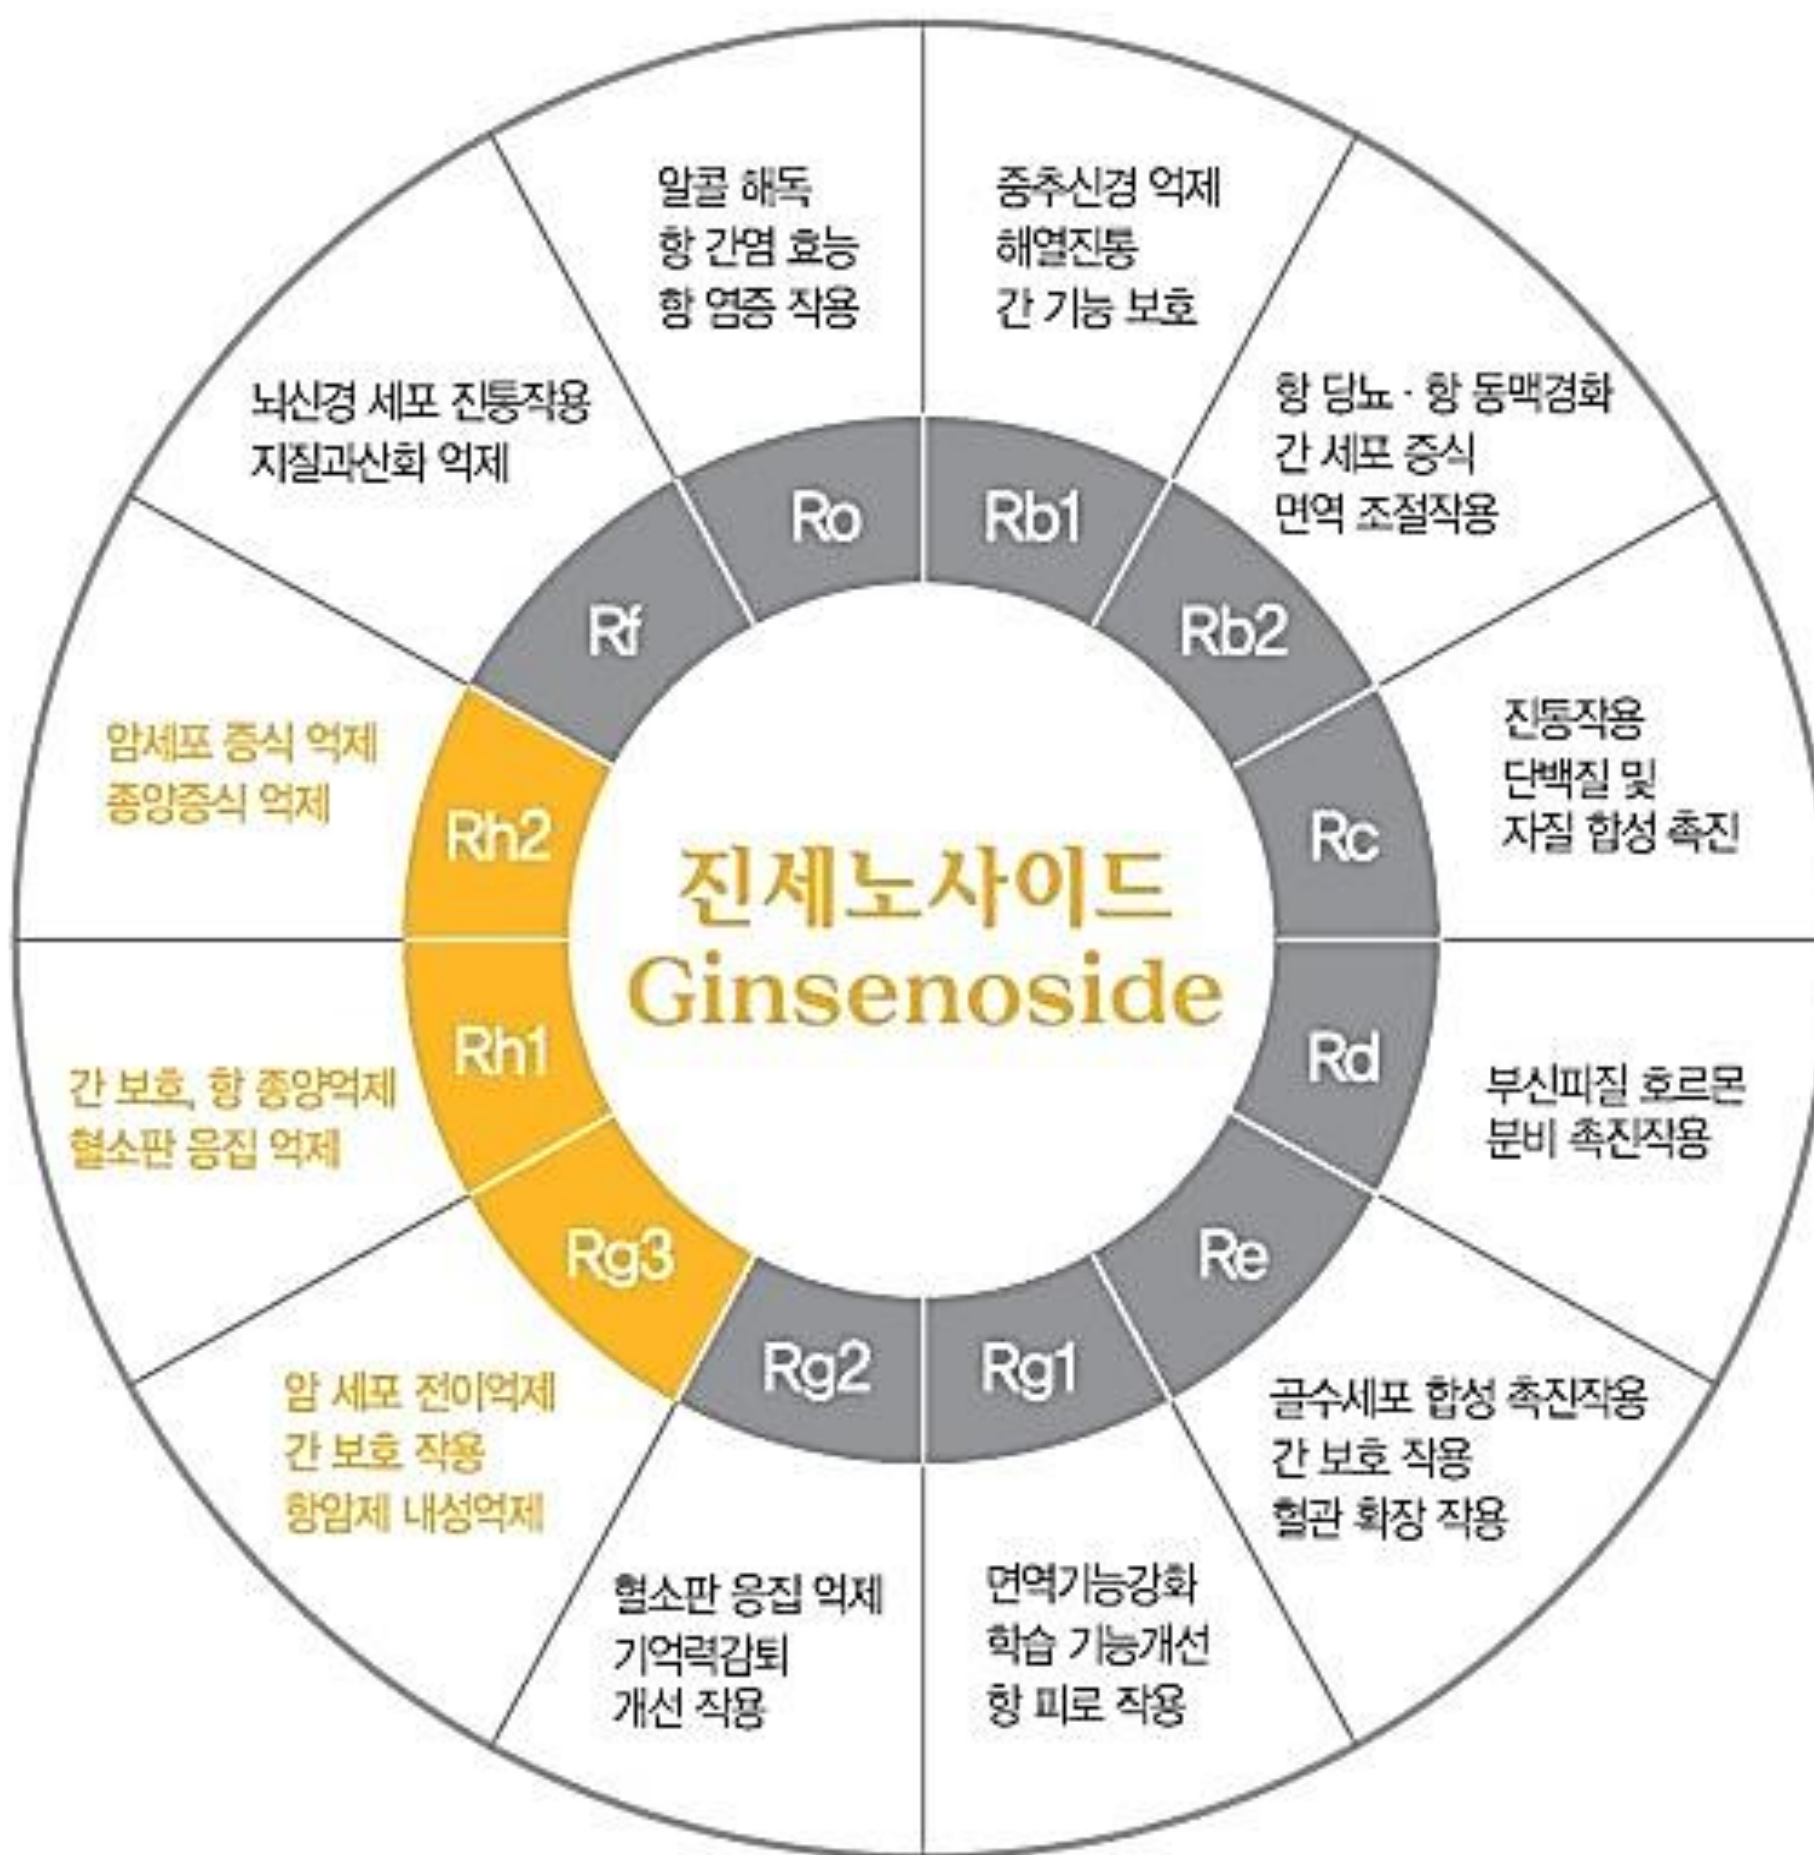 진세노사이드
Ginsenoside
Rb1
중추신경 억제
해열진통
간 기능 보호
Rb2
항 당뇨 · 항 동맥경화
간 세포 증식
면역 조절작용
Rc
진통작용
단백질 및
자질 합성 촉진
Rd
부신피질 호르몬
분비 촉진작용
Re
골수세포 합성 촉진작용
간 보호 작용
혈관 확장 작용
Rg1
면역기능강화
학습 기능개선
항 피로 작용
Rg2
혈소판 응집 억제
기억력감퇴
개선 작용
Rg3
암 세포 전이억제
간 보호 작용
항암제 내성억제
Rh1
간 보호, 항 종양억제
혈소판 응집 억제
Rh2
암세포 증식 억제
종양증식 억제
Rf
뇌신경 세포 진통작용
지질과산화 억제
Ro
알콜 해독
항 간염 효능
항 염증 작용